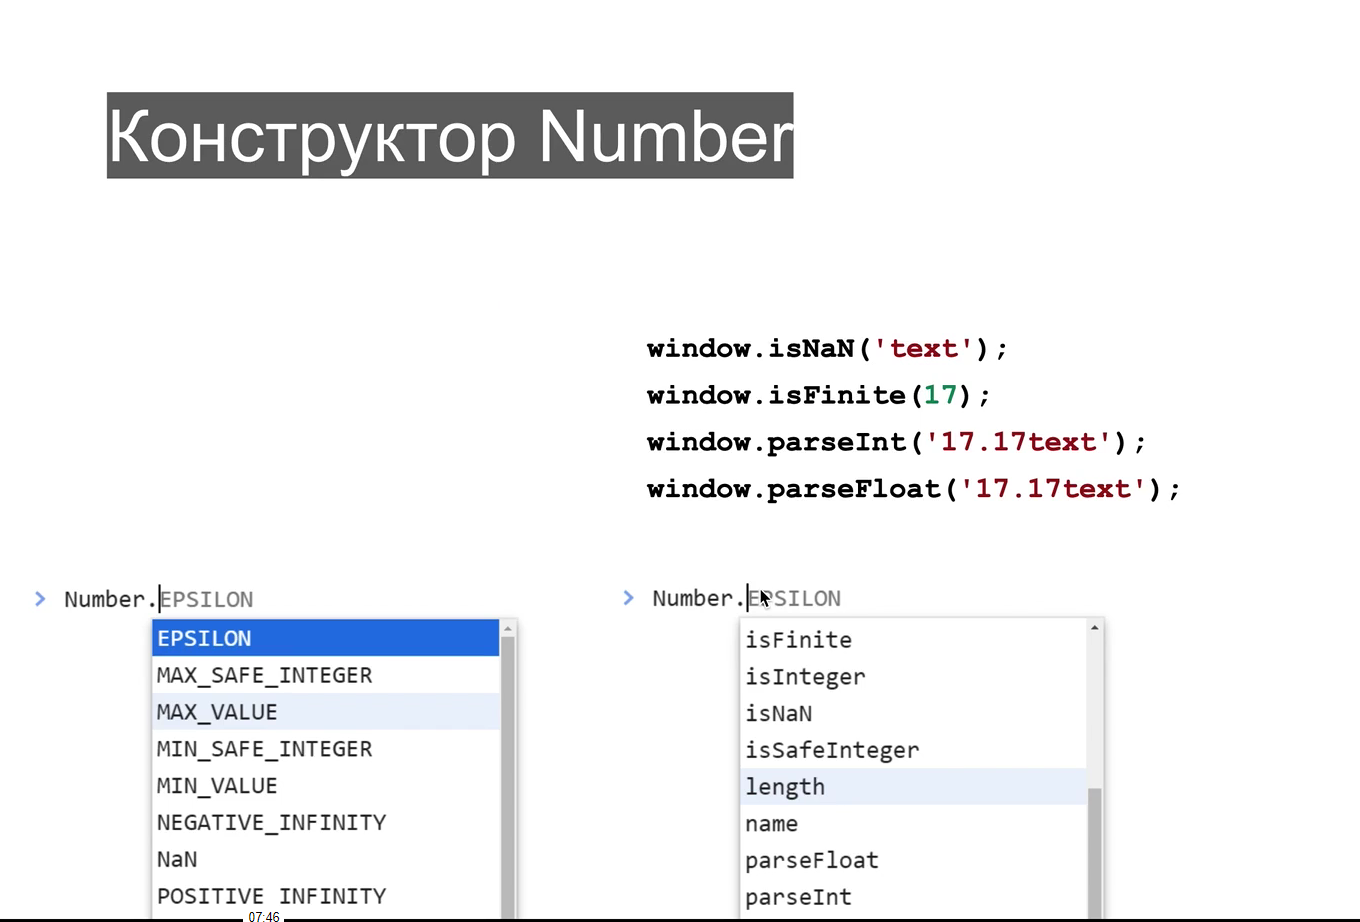 Конструктор Number
window.isNaN('text');
window.isFinite(17);
window.parseInt('17.17text');
window.parseFloat('17.17text');
> Number.EPSILON
EPSILON
MAX_SAFE_INTEGER
MAX_VALUE
MIN_SAFE_INTEGER
MIN_VALUE
NEGATIVE_INFINITY
NaN
POSITIVE_INFINITY
> Number.EPSILON
isFinite
isInteger
isNaN
isSafeInteger
length
name
parseFloat
parseInt
07:46